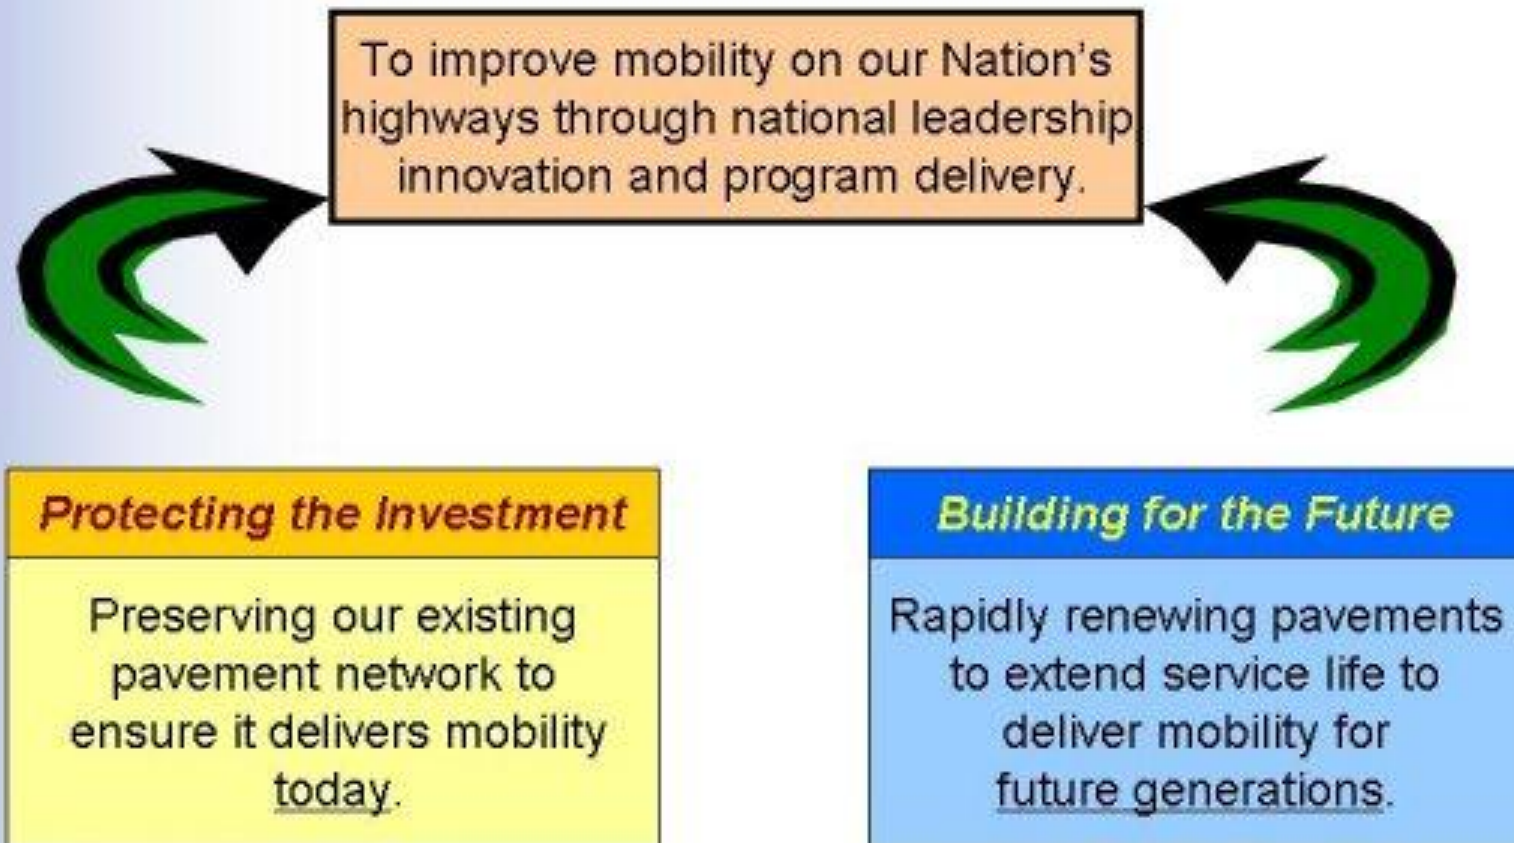 To improve mobility on our Nation's
highways through national leadership
innovation and program delivery.
Protecting the Investment
Preserving our existing
pavement network to
ensure it delivers mobility
today.
Building for the Future
Rapidly renewing pavements
to extend service life to
deliver mobility for
future generations.